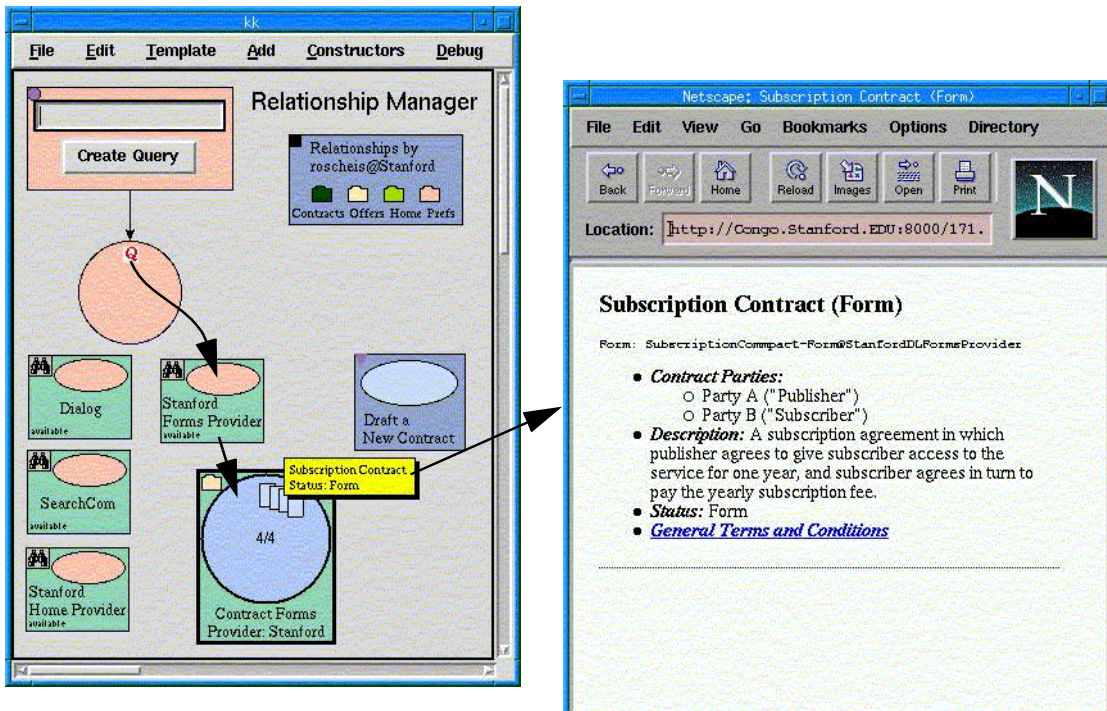 kk
File Edit Template Add Constructors Debug
Relationship Manager
Create Query
Relationships by
roscheis@Stanford
Contracts Offers Home Prefs
Q
Dialog
available
Stanford
Forms Provider
available
Draft a
New Contract
SearchCom
available
Subscription Contract
Status: Form
4/4
Stanford
Home Provider
available
Contract Forms
Provider: Stanford
Netscape: Subscription Contract (Form)
File Edit View Go Bookmarks Options Directory
Back Forward Home Reload Images Open Print
N
Location: http://Congo.Stanford.EDU:8000/171.
Subscription Contract (Form)
Form: SubscriptionCommpact-Form@StanfordDLFormsProvider
Contract Parties:
Party A ("Publisher")
Party B ("Subscriber")
Description: A subscription agreement in which
publisher agrees to give subscriber access to the
service for one year, and subscriber agrees in turn to
pay the yearly subscription fee.
Status: Form
General Terms and Conditions